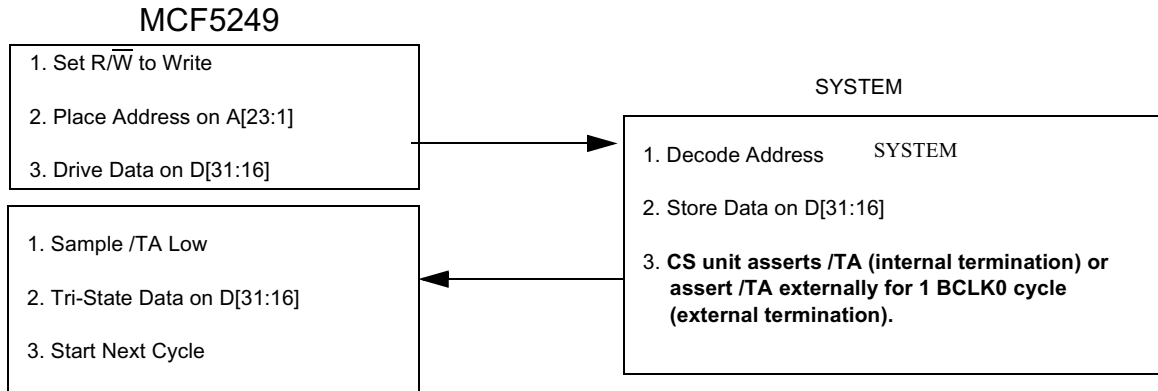 MCF5249
1. Set R/W̅ to Write
2. Place Address on A[23:1]
3. Drive Data on D[31:16]
SYSTEM
1. Decode Address SYSTEM
2. Store Data on D[31:16]
3. CS unit asserts /TA (internal termination) or
assert /TA externally for 1 BCLK0 cycle
(external termination).
1. Sample /TA Low
2. Tri-State Data on D[31:16]
3. Start Next Cycle